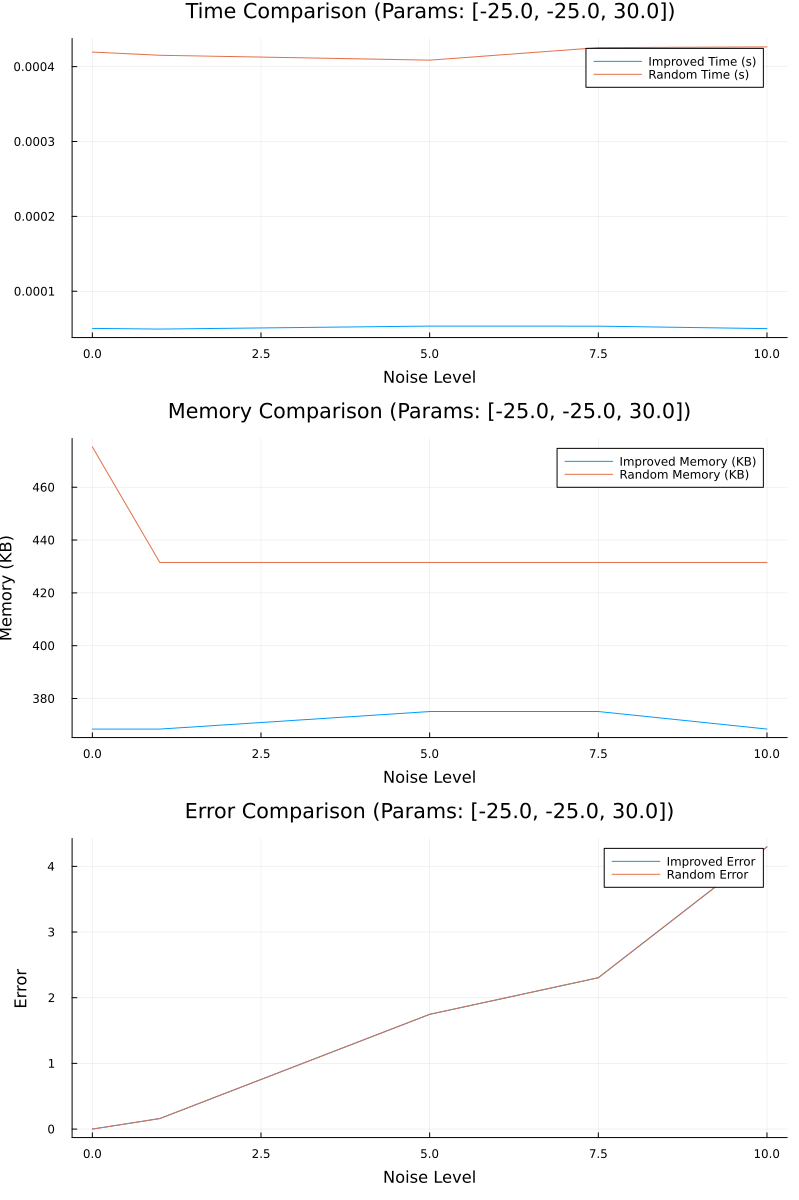 Time Comparison (Params: [-25.0, -25.0, 30.0])
Improved Time (s)
Random Time (s)
0.0004
0.0003
0.0002
0.0001
0.0 2.5 5.0 7.5 10.0
Noise Level
Memory Comparison (Params: [-25.0, -25.0, 30.0])
Improved Memory (KB)
Random Memory (KB)
Memory (KB)
460
440
420
400
380
0.0 2.5 5.0 7.5 10.0
Noise Level
Error Comparison (Params: [-25.0, -25.0, 30.0])
Improved Error
Random Error
Error
4
3
2
1
0
0.0 2.5 5.0 7.5 10.0
Noise Level